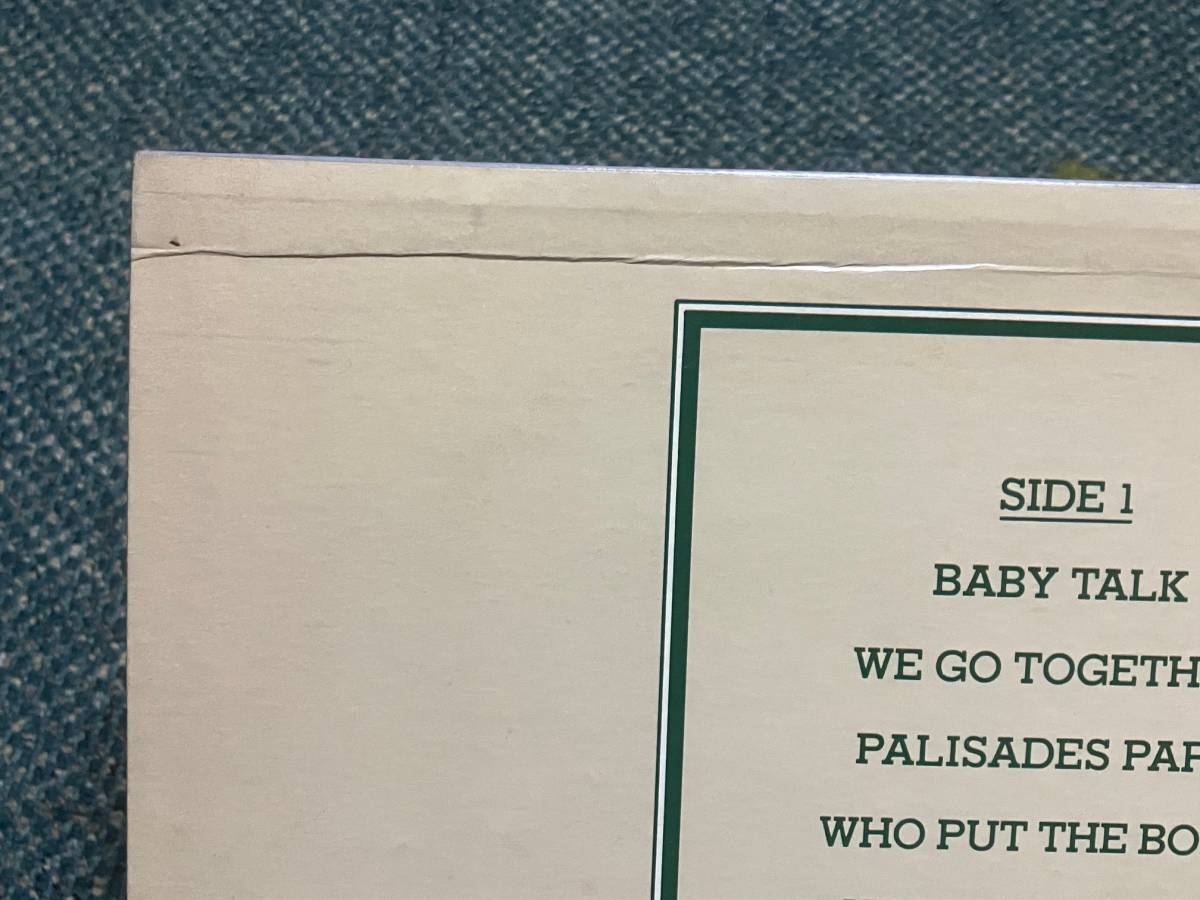 SIDE 1
BABY TALK
WE GO TOGETH
PALISADES PAR
WHO PUT THE BO